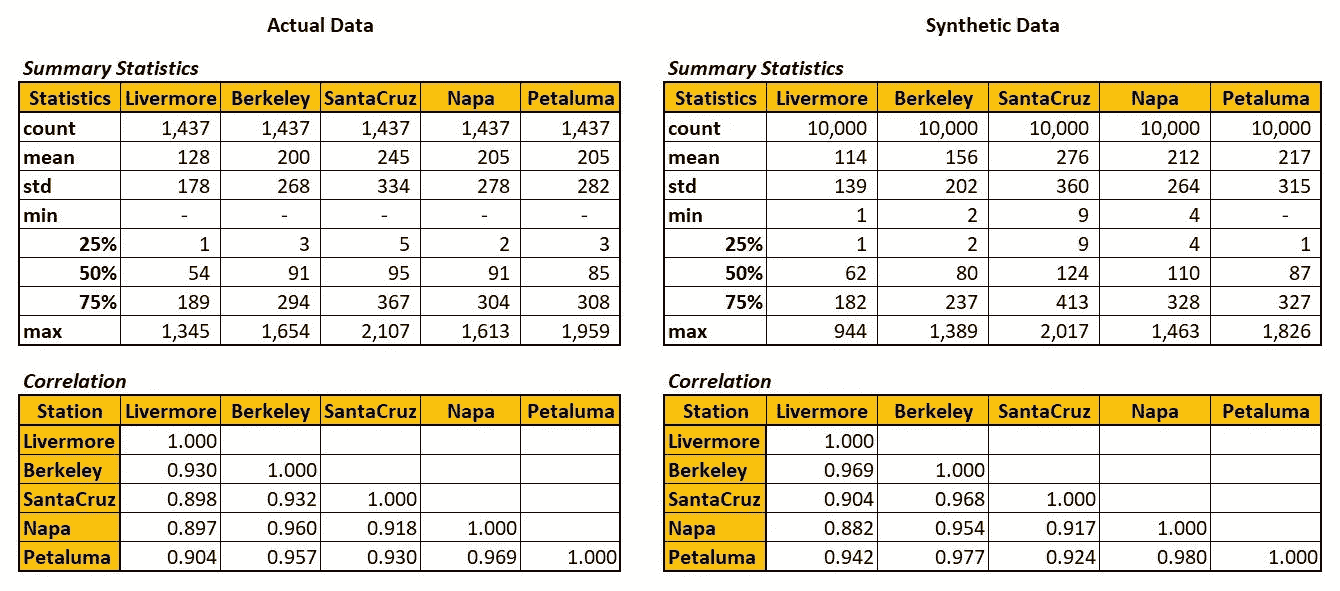 Actual Data
Summary Statistics
Statistics Livermore Berkeley SantaCruz Napa Petaluma
count 1,437 1,437 1,437 1,437 1,437
mean 128 200 245 205 205
std 178 268 334 278 282
min - - - - -
25% 1 3 5 2 3
50% 54 91 95 91 85
75% 189 294 367 304 308
max 1,345 1,654 2,107 1,613 1,959
Correlation
Station Livermore Berkeley SantaCruz Napa Petaluma
Livermore 1.000
Berkeley 0.930 1.000
SantaCruz 0.898 0.932 1.000
Napa 0.897 0.960 0.918 1.000
Petaluma 0.904 0.957 0.930 0.969 1.000
Synthetic Data
Summary Statistics
Statistics Livermore Berkeley SantaCruz Napa Petaluma
count 10,000 10,000 10,000 10,000 10,000
mean 114 156 276 212 217
std 139 202 360 264 315
min 1 2 9 4 -
25% 1 2 9 4 1
50% 62 80 124 110 87
75% 182 237 413 328 327
max 944 1,389 2,017 1,463 1,826
Correlation
Station Livermore Berkeley SantaCruz Napa Petaluma
Livermore 1.000
Berkeley 0.969 1.000
SantaCruz 0.904 0.968 1.000
Napa 0.882 0.954 0.917 1.000
Petaluma 0.942 0.977 0.924 0.980 1.000